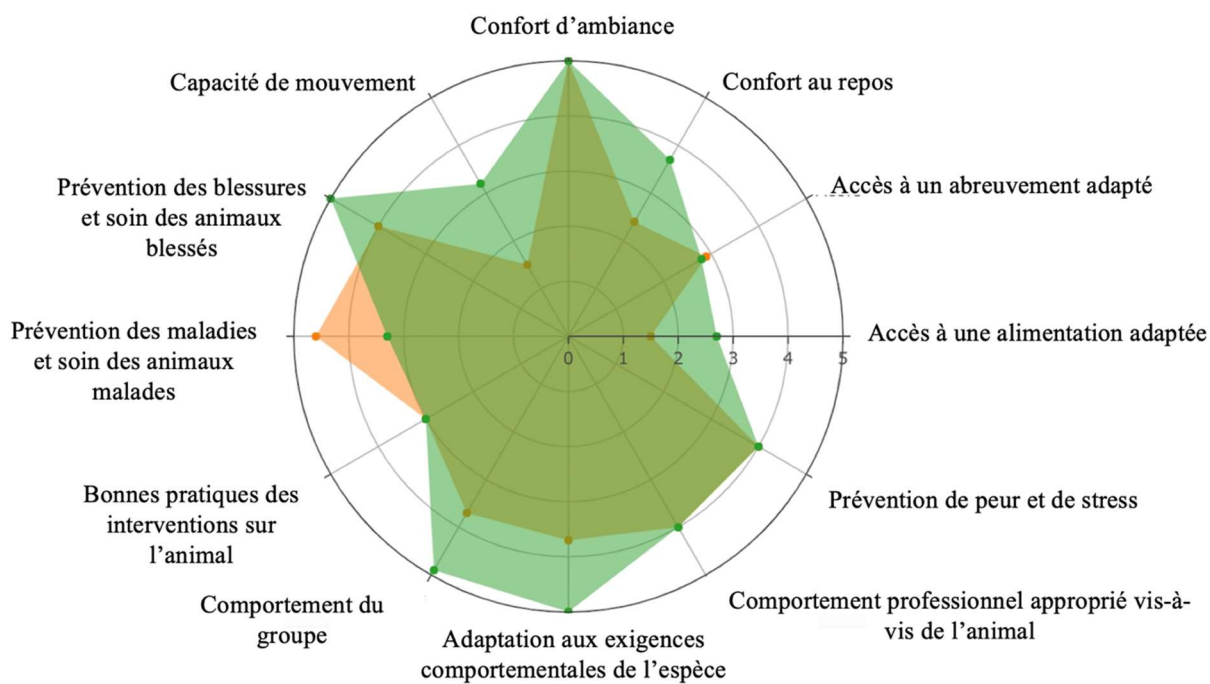 Confort d’ambiance
Capacité de mouvement
Confort au repos
Prévention des blessures
et soin des animaux
blessés
Accès à un abreuvement adapté
Prévention des maladies
et soin des animaux
malades
0 1 2 3 4 5
Accès à une alimentation adaptée
Bonnes pratiques des
interventions sur
l’animal
Prévention de peur et de stress
Comportement du
groupe
Adaptation aux exigences
comportementales de l’espèce
Comportement professionnel approprié vis-à-
vis de l’animal